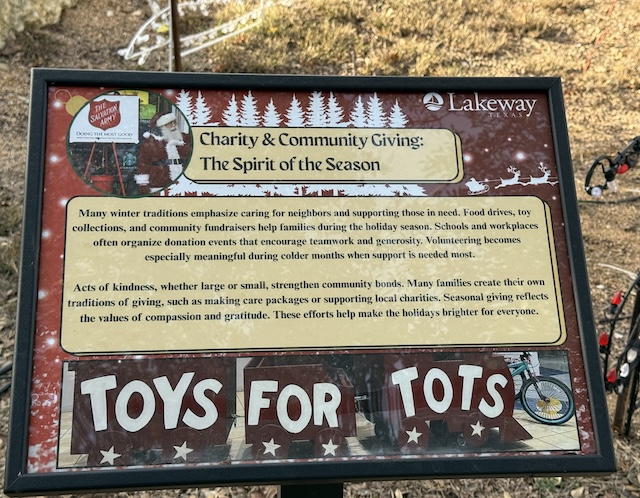 Lakeway
TEXAS
THE
SALVATION
ARMY
DOING THE MOST GOOD
Charity & Community Giving:
The Spirit of the Season
Many winter traditions emphasize caring for neighbors and supporting those in need. Food drives, toy
collections, and community fundraisers help families during the holiday season. Schools and workplaces
often organize donation events that encourage teamwork and generosity. Volunteering becomes
especially meaningful during colder months when support is needed most.
Acts of kindness, whether large or small, strengthen community bonds. Many families create their own
traditions of giving, such as making care packages or supporting local charities. Seasonal giving reflects
the values of compassion and gratitude. These efforts help make the holidays brighter for everyone.
TOYS FOR TOTS